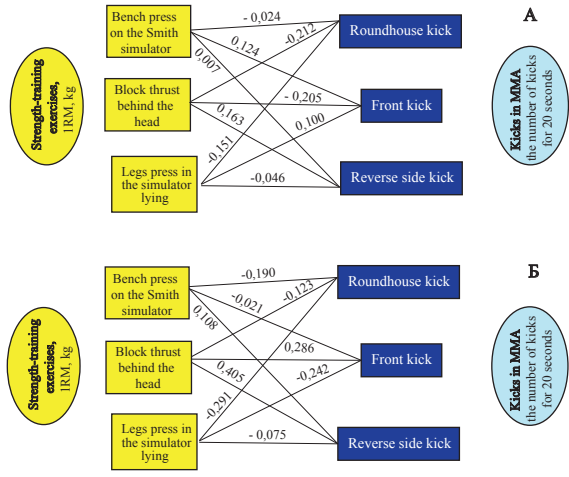 А
Strength-training
exercises,
1RM, kg
Bench press
on the Smith
simulator
Block thrust
behind the
head
Legs press in
the simulator
lying
- 0,024
0,124
0,007
-0,212
- 0,205
0,163
-0,151
0,100
-0,046
Roundhouse kick
Front kick
Reverse side kick
Kicks in MMA
the number of kicks
for 20 seconds
Б
Strength-training
exercises,
1RM, kg
Bench press
on the Smith
simulator
Block thrust
behind the
head
Legs press in
the simulator
lying
-0,190
-0,021
0,108
-0,123
0,286
0,405
-0,291
-0,242
- 0,075
Roundhouse kick
Front kick
Reverse side kick
Kicks in MMA
the number of kicks
for 20 seconds